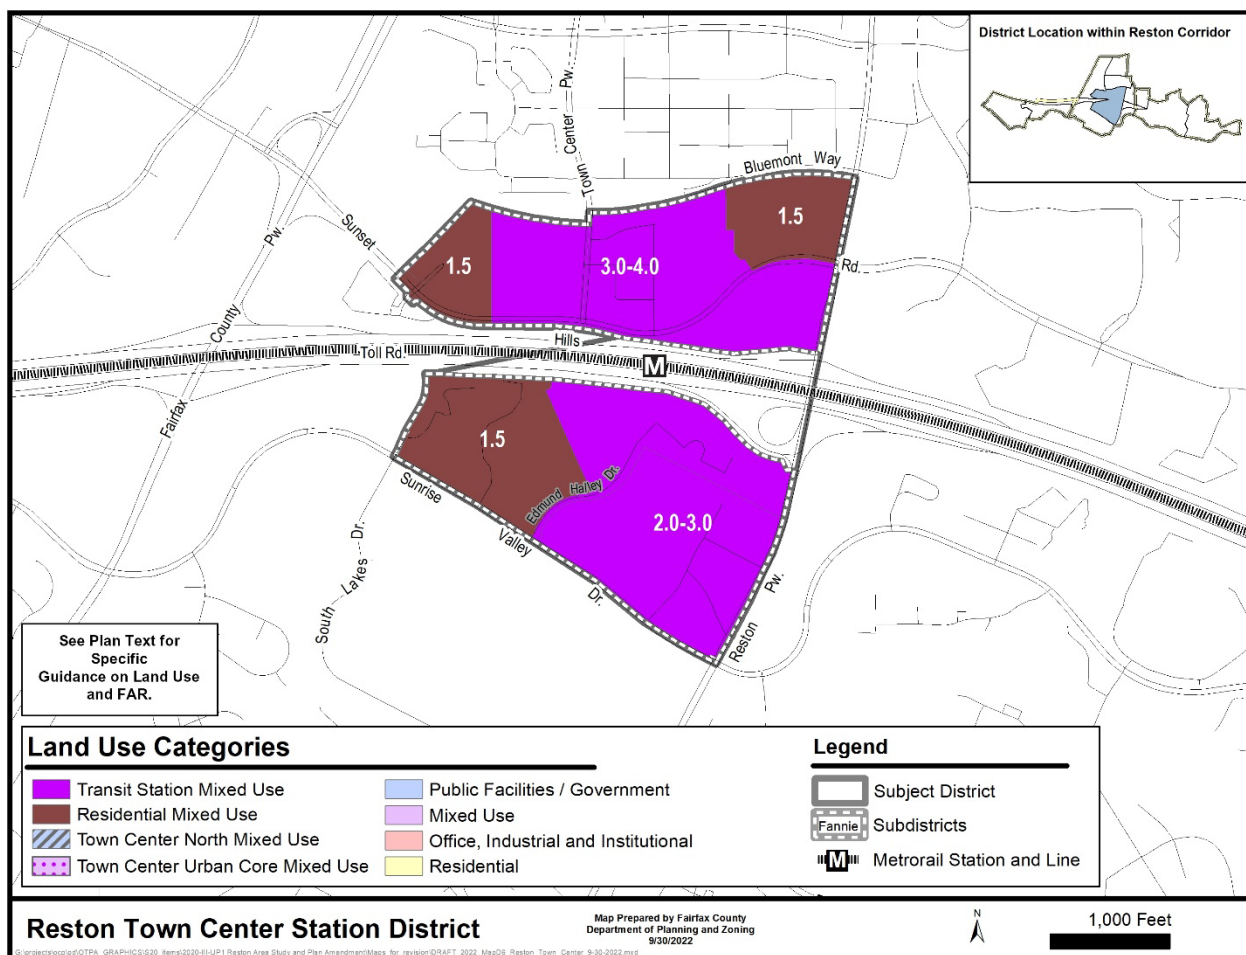 District Location within Reston Corridor
Town Center Pw.
Bluemont Way
Sunset
Fairfax County Pw.
1.5
1.5
3.0-4.0
Rd.
Hills
Toll Rd.
M
1.5
Edmund Halley Dr.
2.0-3.0
Sunrise Valley Dr.
South Lakes Dr.
Reston Pw.
See Plan Text for
Specific
Guidance on Land Use
and FAR.
Land Use Categories
Transit Station Mixed Use
Residential Mixed Use
Town Center North Mixed Use
Town Center Urban Core Mixed Use
Public Facilities / Government
Mixed Use
Office, Industrial and Institutional
Residential
Legend
Subject District
Fannie
Subdistricts
M
Metrorail Station and Line
Reston Town Center Station District
Map Prepared by Fairfax County
Department of Planning and Zoning
9/30/2022
N
1,000 Feet